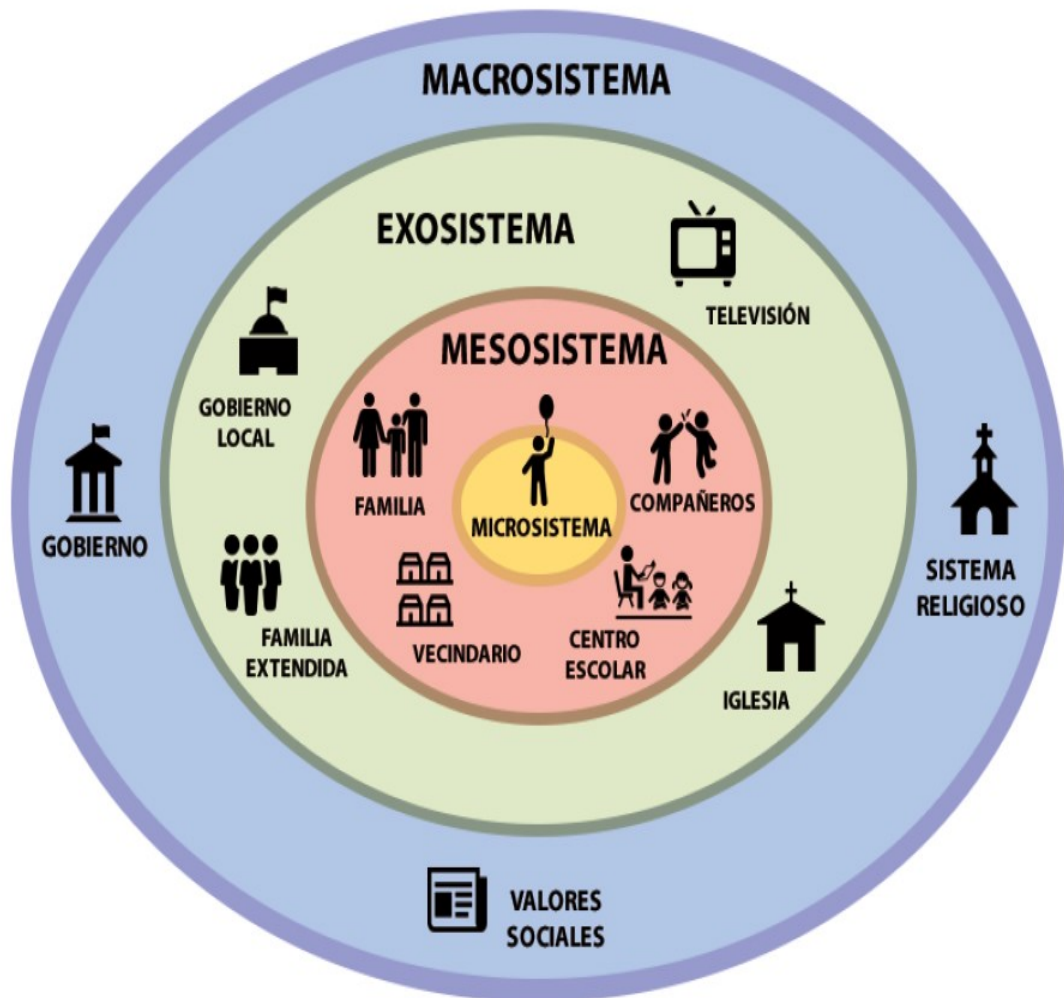 MACROSISTEMA
EXOSISTEMA
TELEVISIÓN
MESOSISTEMA
GOBIERNO
LOCAL
FAMILIA
COMPAÑEROS
MICROSISTEMA
GOBIERNO
SISTEMA
RELIGIOSO
FAMILIA
EXTENDIDA
VECINDARIO
CENTRO
ESCOLAR
IGLESIA
VALORES
SOCIALES